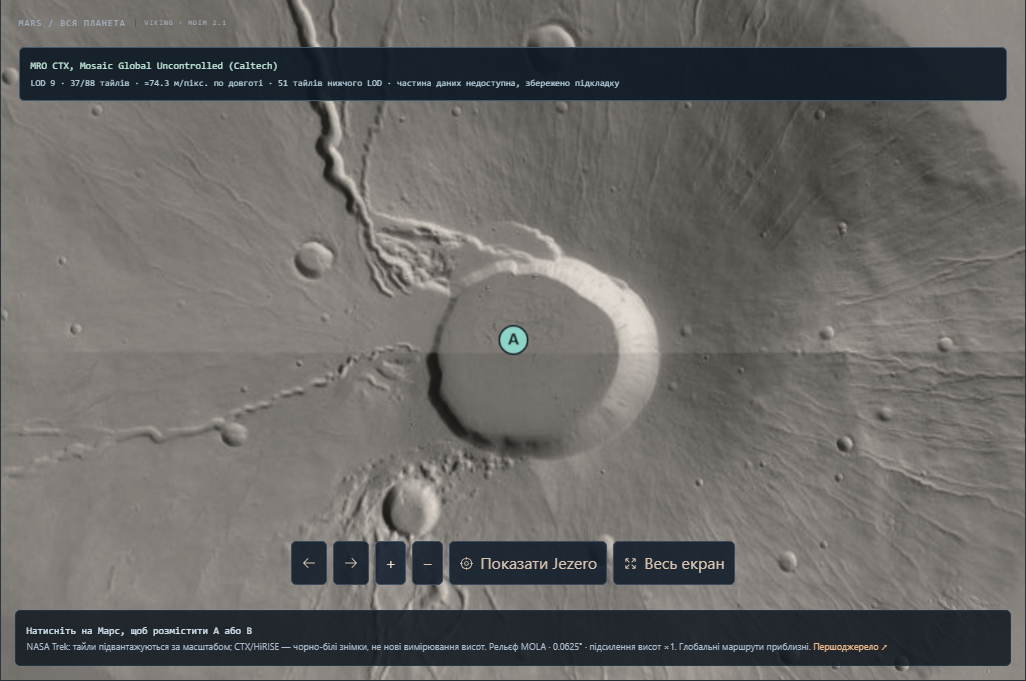 MARS / ВСЯ ПЛАНЕТА | VIKING · MDIM 2.1
MRO CTX, Mosaic Global Uncontrolled (Caltech)
LOD 9 · 37/88 тайлів · ≈74.3 м/пікс. по довготі · 51 тайлів нижчого LOD · частина даних недоступна, збережено підкладку
A
← → + − Показати Jezero Весь екран
Натисніть на Марс, щоб розмістити A або B
NASA Trek: тайли підвантажуються за масштабом; CTX/HiRISE — чорно-білі знімки, не нові вимірювання висот. Рельєф MOLA · 0.0625° · підсилення висот ×1. Глобальні маршрути приблизні. Першоджерело ↗